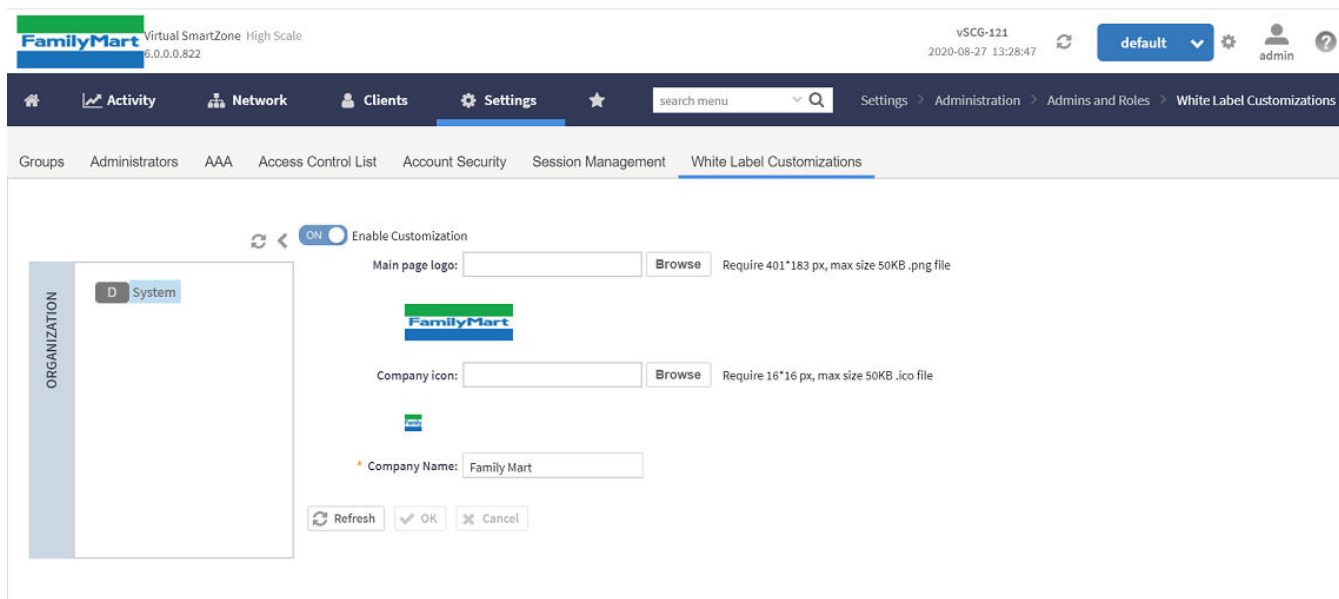 FamilyMart
Virtual SmartZone High Scale
6.0.0.0.822
vSCG-121
2020-08-27 13:28:47
default
admin
Activity
Network
Clients
Settings
search menu
Settings > Administration > Admins and Roles > White Label Customizations
Groups
Administrators
AAA
Access Control List
Account Security
Session Management
White Label Customizations
ORGANIZATION
D System
ON Enable Customization
Main page logo: Browse Require 401*183 px, max size 50KB .png file
FamilyMart
Company icon: Browse Require 16*16 px, max size 50KB .ico file
* Company Name: Family Mart
Refresh
OK
Cancel